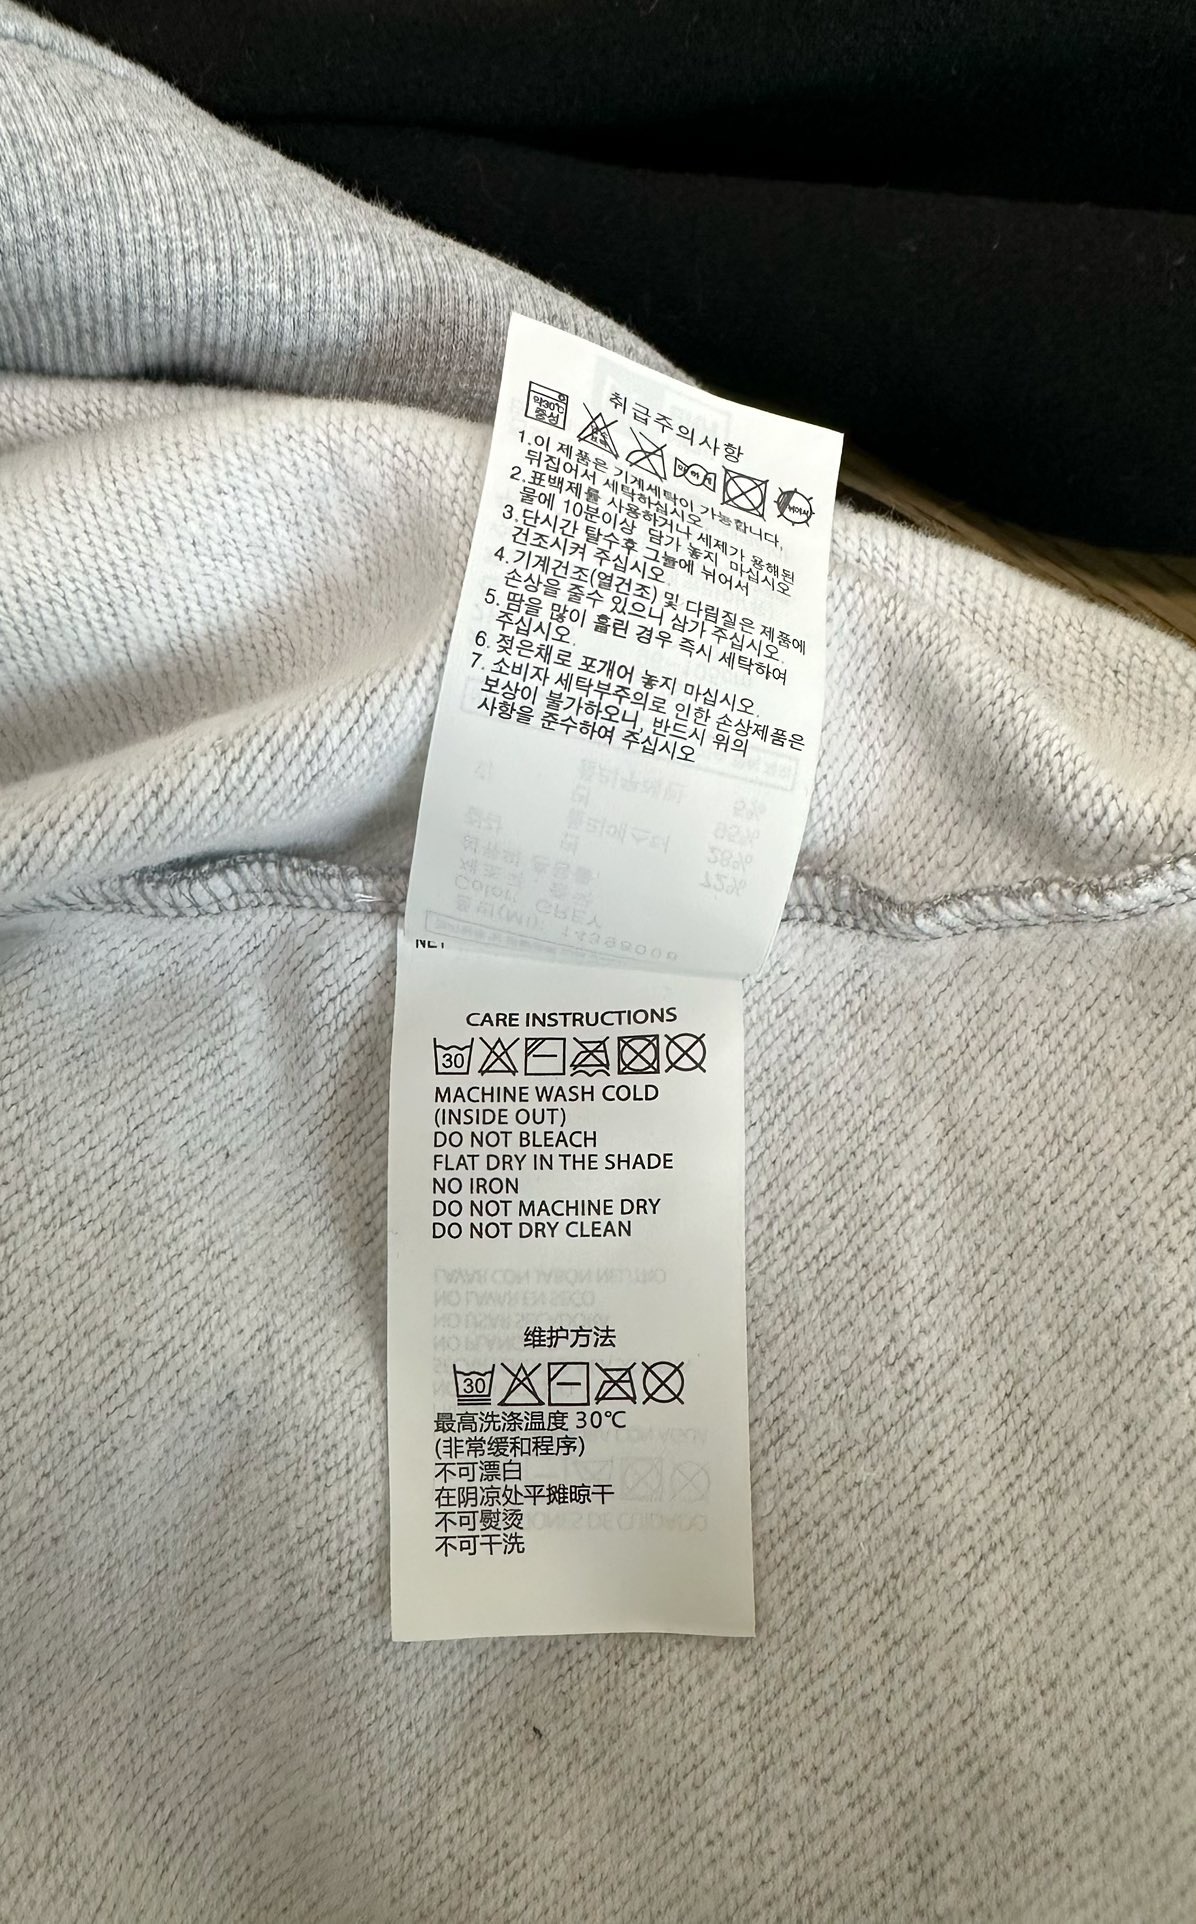 취급주의사항
약30℃
중성
1.이 제품은 기계세탁이 가능합니다,
뒤집어서 세탁하십시오
2.표백제를 사용하거나 세제가 용해된
물에 10분이상 담가 놓지 마십시오
3.단시간 탈수후 그늘에 뉘어서
건조시켜 주십시오
4.기계건조(열건조) 및 다림질은 제품에
손상을 줄수 있으니 삼가 주십시오.
5. 땀을 많이 흘린 경우 즉시 세탁하여
주십시오.
6. 젖은채로 포개어 놓지 마십시오.
7. 소비자 세탁부주의로 인한 손상제품은
보상이 불가하오니, 반드시 위의
사항을 준수하여 주십시오
CARE INSTRUCTIONS
30
MACHINE WASH COLD
(INSIDE OUT)
DO NOT BLEACH
FLAT DRY IN THE SHADE
NO IRON
DO NOT MACHINE DRY
DO NOT DRY CLEAN
维护方法
30
最高洗涤温度 30℃
(非常缓和程序)
不可漂白
在阴凉处平摊晾干
不可熨烫
不可干洗